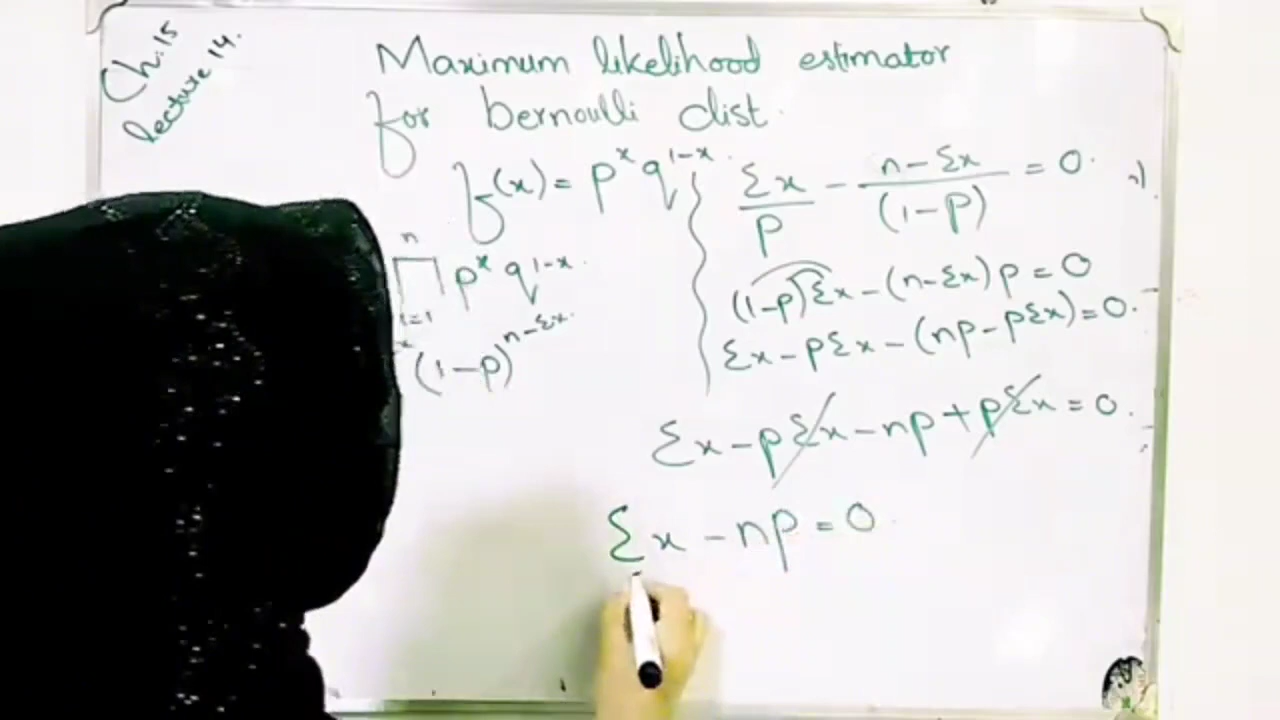 Ch:15
lecture 14.
Maximum likelihood estimator
for bernoulli dist.
f(x) = p^x q^{1-x}.
n
∏ p^x q^{1-x}.
i=1
x (1-p)^{n-Σx.}
Σx/p - n-Σx/(1-p) = 0.
(1-p)Σx - (n-Σx)p = 0
Σx - pΣx - (np - pΣx) = 0.
Σx - pΣx - np + pΣx = 0.
Σx - np = 0